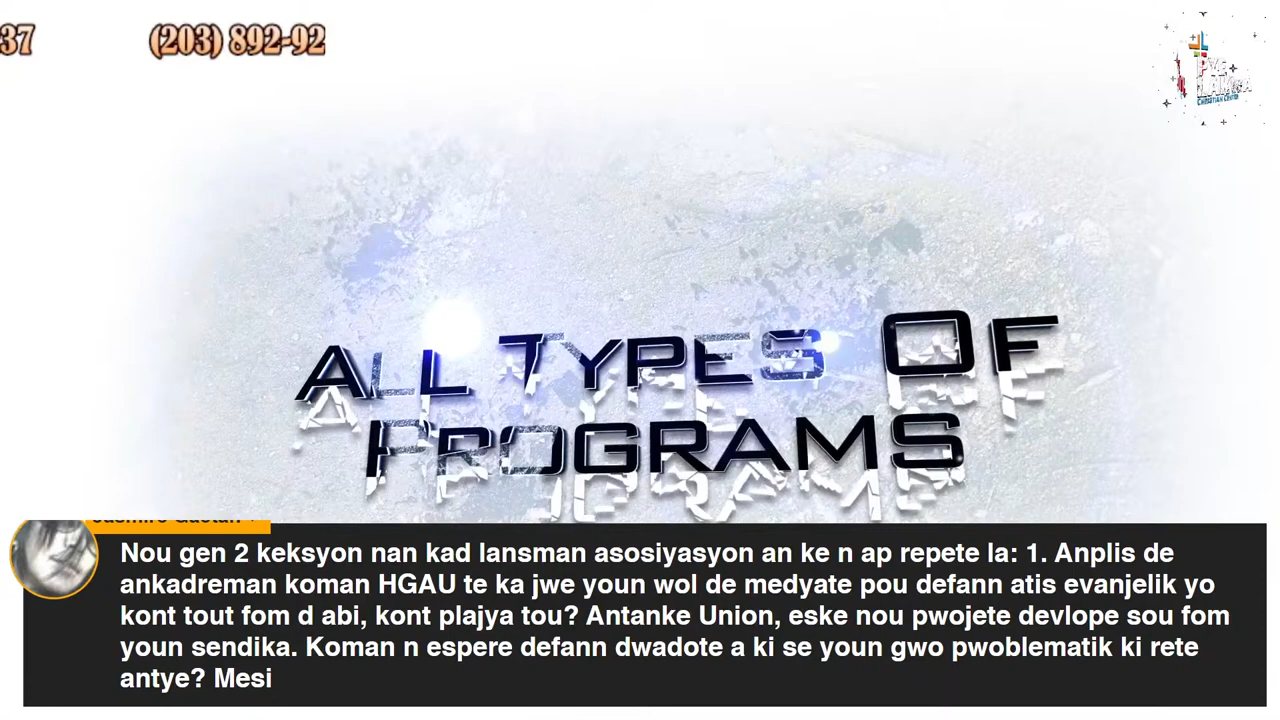 37 (203) 892-92
CHRISTIAN CENTER
ALL TYPES OF
PROGRAMS
Nou gen 2 keksyon nan kad lansman asosiyasyon an ke n ap repete la: 1. Anplis de
ankadreman koman HGAU te ka jwe youn wol de medyate pou defann atis evanjelik yo
kont tout fom d abi, kont plajya tou? Antanke Union, eske nou pwojete devlope sou fom
youn sendika. Koman n espere defann dwadote a ki se youn gwo pwoblematik ki rete
antye? Mesi